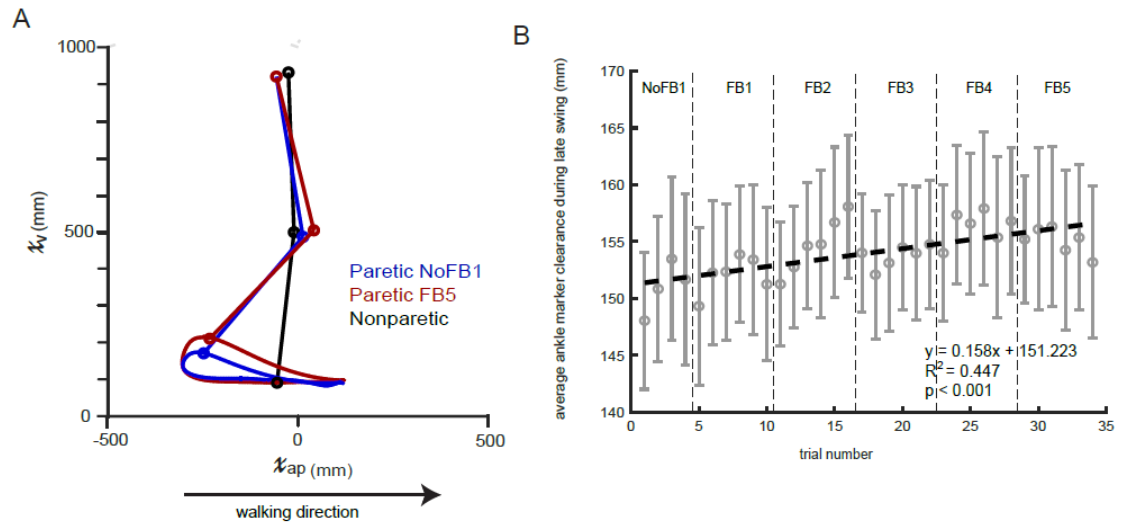 A
1000
500
0
-500
0
500
𝓍v (mm)
Paretic NoFB1
Paretic FB5
Nonparetic
𝓍ap (mm)
walking direction
B
average ankle marker clearance during late swing (mm)
170
165
160
155
150
145
140
NoFB1 FB1 FB2 FB3 FB4 FB5
y = 0.158x + 151.223
R² = 0.447
p < 0.001
0 5 10 15 20 25 30 35
trial number